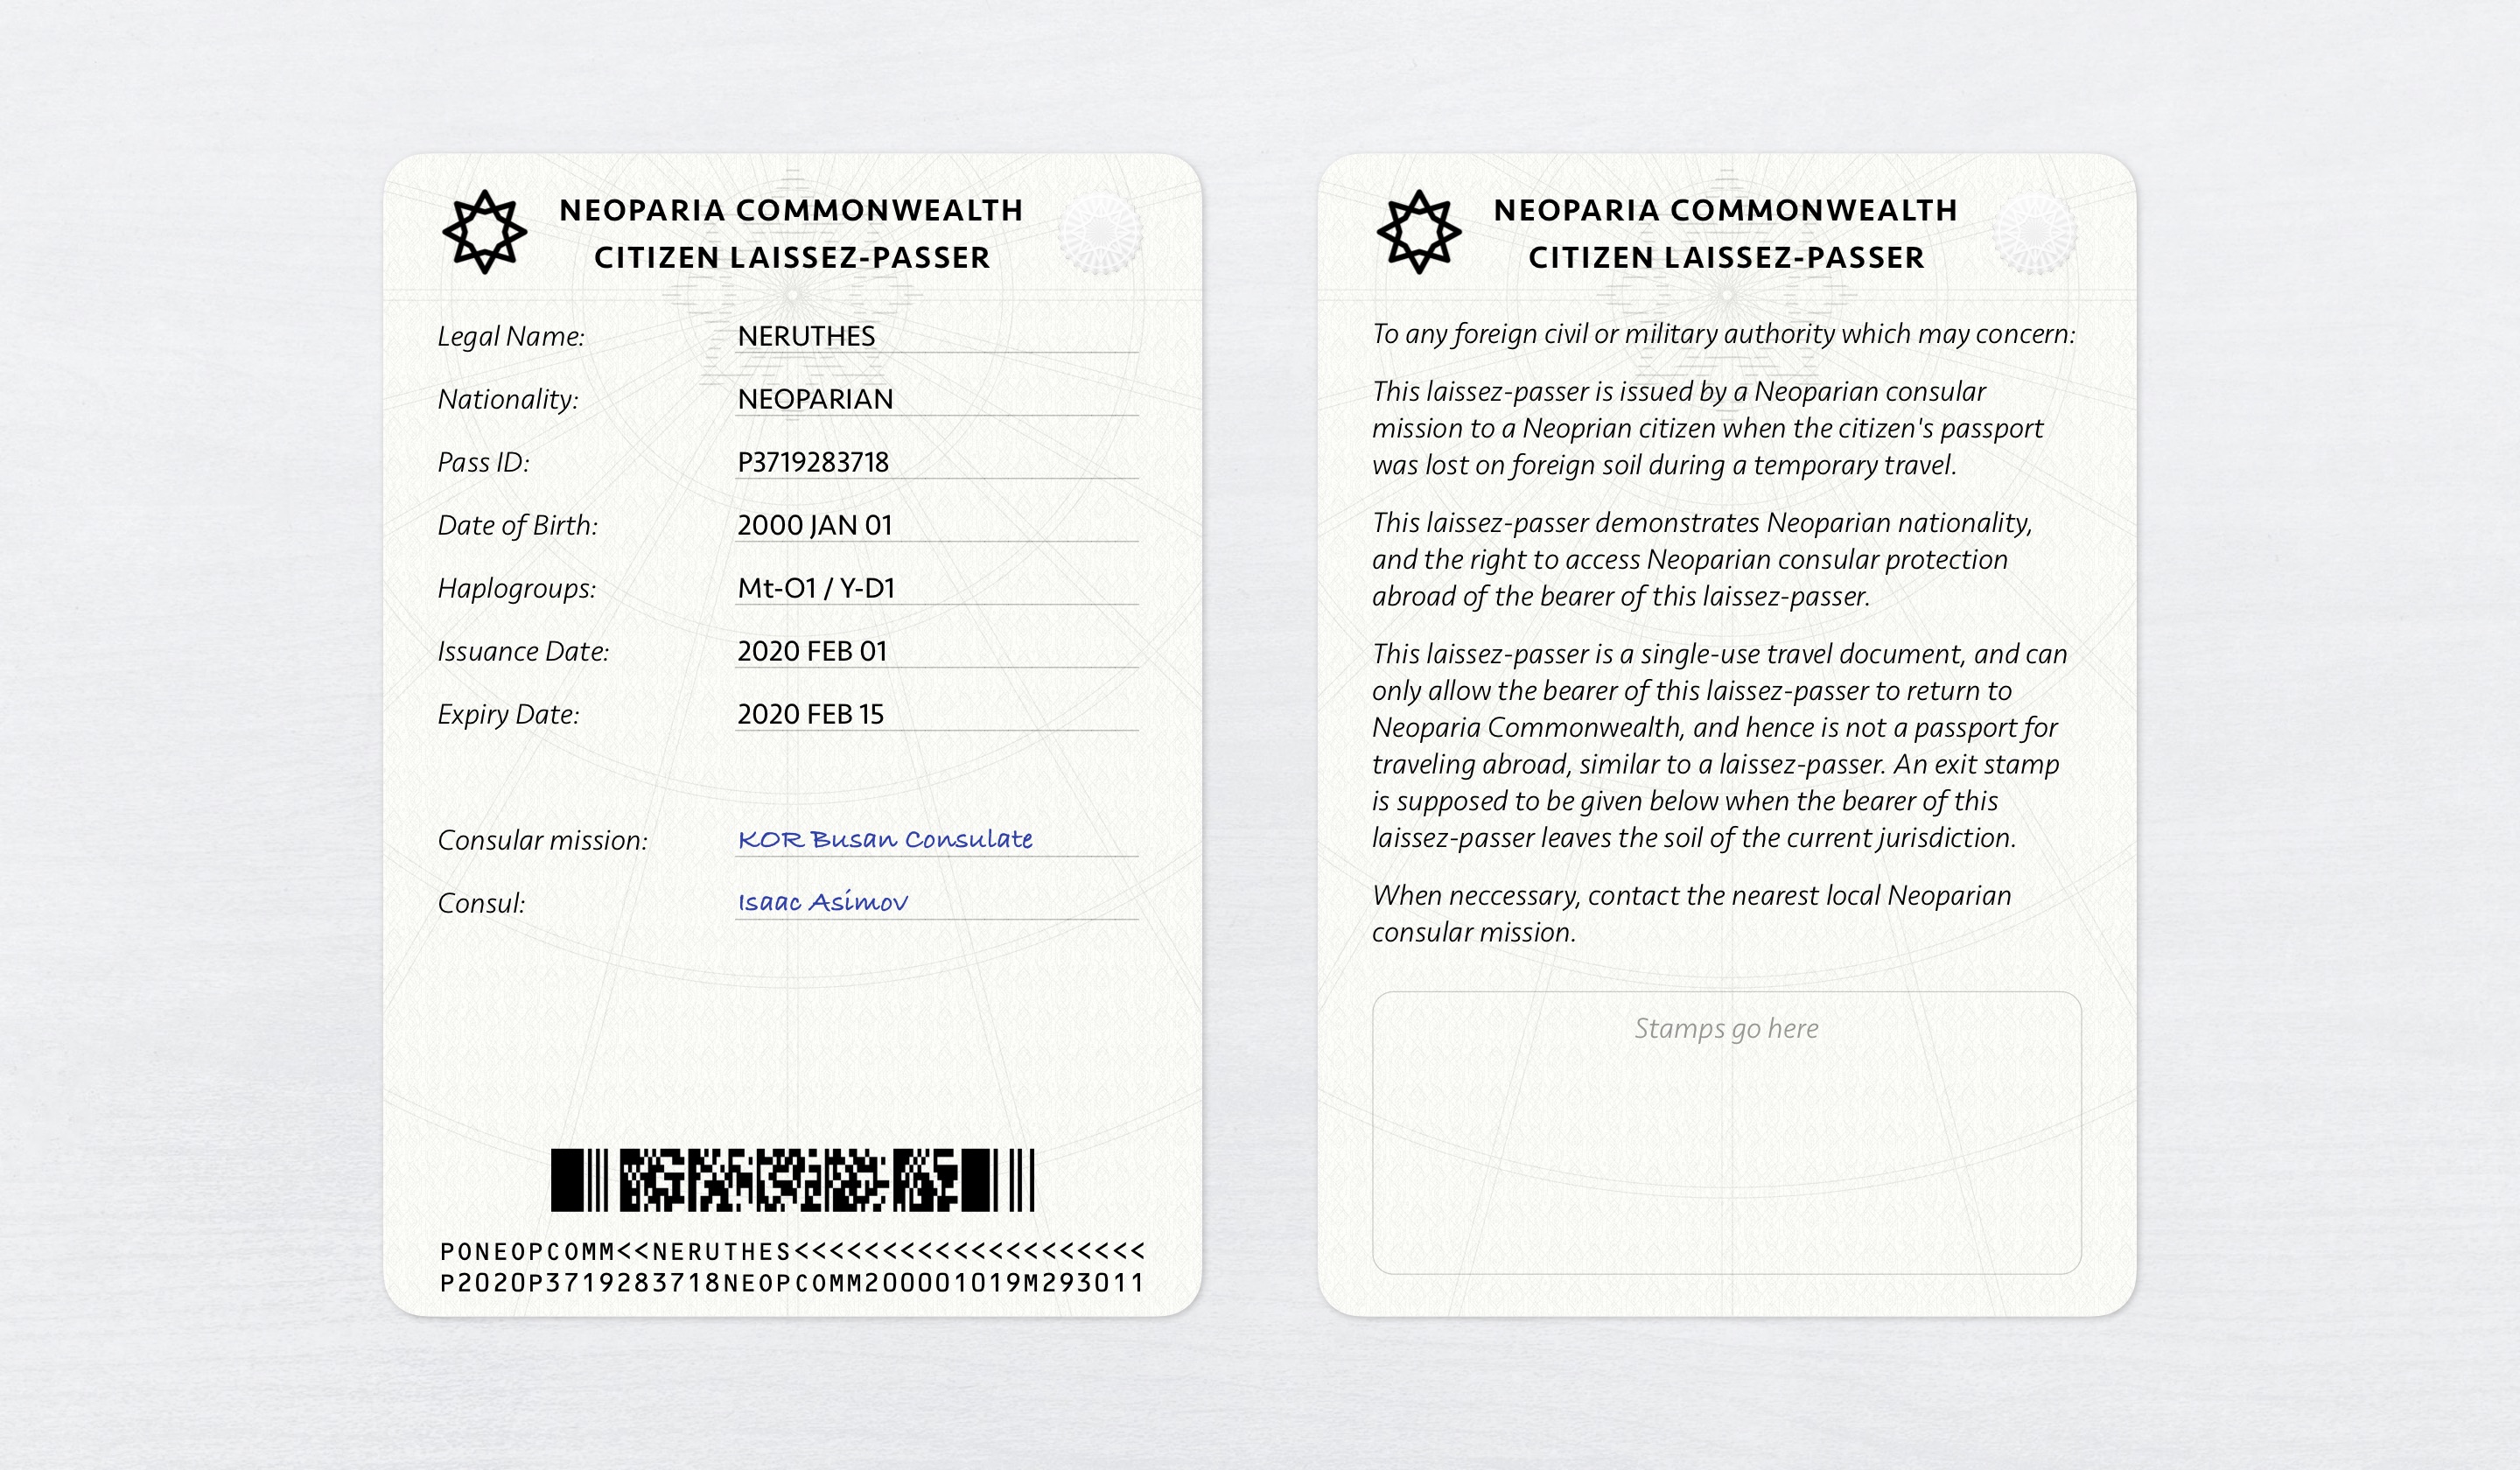 NEOPARIA COMMONWEALTH
CITIZEN LAISSEZ-PASSER
Legal Name: NERUTHES
Nationality: NEOPARIAN
Pass ID: P3719283718
Date of Birth: 2000 JAN 01
Haplogroups: Mt-O1 / Y-D1
Issuance Date: 2020 FEB 01
Expiry Date: 2020 FEB 15
Consular mission: KOR Busan Consulate
Consul: Isaac Asimov
PONEOPCOMM<<NERUTHES<<<<<<<<<<<<<<<<<<<<
P2020P3719283718NEOPCOMM200001019M293011
NEOPARIA COMMONWEALTH
CITIZEN LAISSEZ-PASSER
To any foreign civil or military authority which may concern:
This laissez-passer is issued by a Neoparian consular
mission to a Neoprian citizen when the citizen's passport
was lost on foreign soil during a temporary travel.
This laissez-passer demonstrates Neoparian nationality,
and the right to access Neoparian consular protection
abroad of the bearer of this laissez-passer.
This laissez-passer is a single-use travel document, and can
only allow the bearer of this laissez-passer to return to
Neoparia Commonwealth, and hence is not a passport for
traveling abroad, similar to a laissez-passer. An exit stamp
is supposed to be given below when the bearer of this
laissez-passer leaves the soil of the current jurisdiction.
When neccessary, contact the nearest local Neoparian
consular mission.
Stamps go here